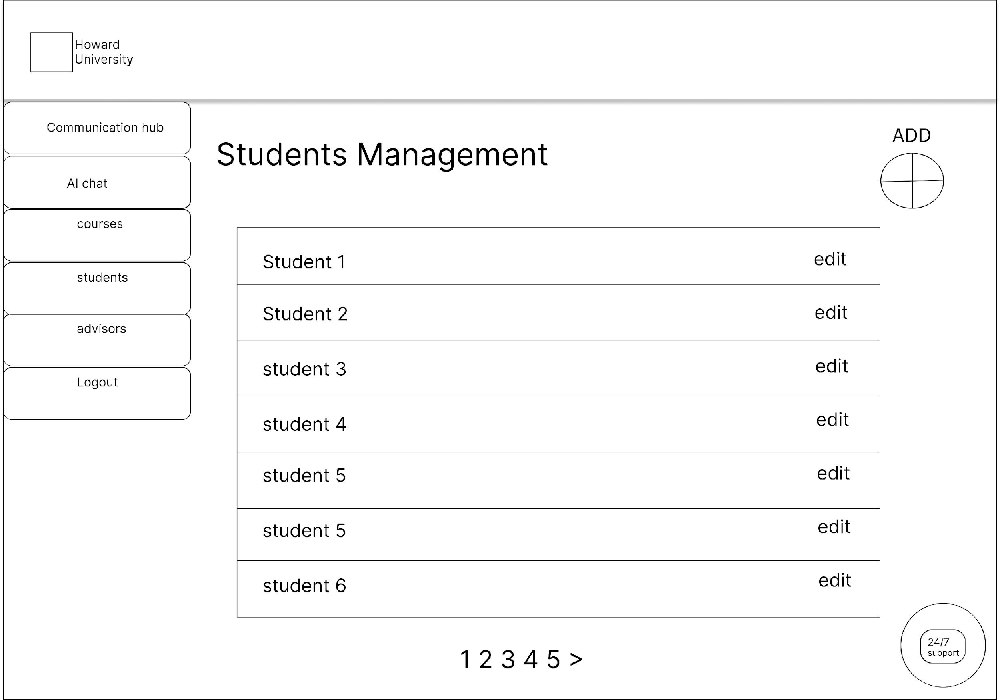 Howard
University
Communication hub
AI chat
courses
students
advisors
Logout
Students Management
ADD
Student 1 edit
Student 2 edit
student 3 edit
student 4 edit
student 5 edit
student 5 edit
student 6 edit
1 2 3 4 5 >
24/7
support